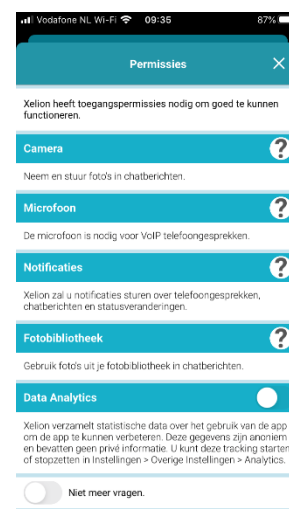 Vodafone NL Wi-Fi 09:35 87%
Permissies
Xelion heeft toegangspermissies nodig om goed te kunnen
functioneren.
Camera ?
Neem en stuur foto's in chatberichten.
Microfoon ?
De microfoon is nodig voor VoIP telefoongesprekken.
Notificaties ?
Xelion zal u notificaties sturen over telefoongesprekken,
chatberichten en statusveranderingen.
Fotobibliotheek ?
Gebruik foto's uit je fotobibliotheek in chatberichten.
Data Analytics
Xelion verzamelt statistische data over het gebruik van de app
om de app te kunnen verbeteren. Deze gegevens zijn anoniem
en bevatten geen privé informatie. U kunt deze tracking starten
of stopzetten in Instellingen > Overige Instellingen > Analytics.
Niet meer vragen.